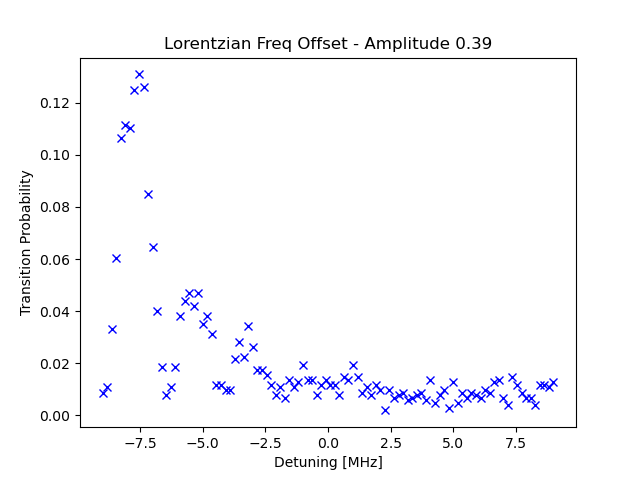 Lorentzian Freq Offset - Amplitude 0.39
0.12
0.10
0.08
0.06
0.04
0.02
0.00
Transition Probability
−7.5 −5.0 −2.5 0.0 2.5 5.0 7.5
Detuning [MHz]